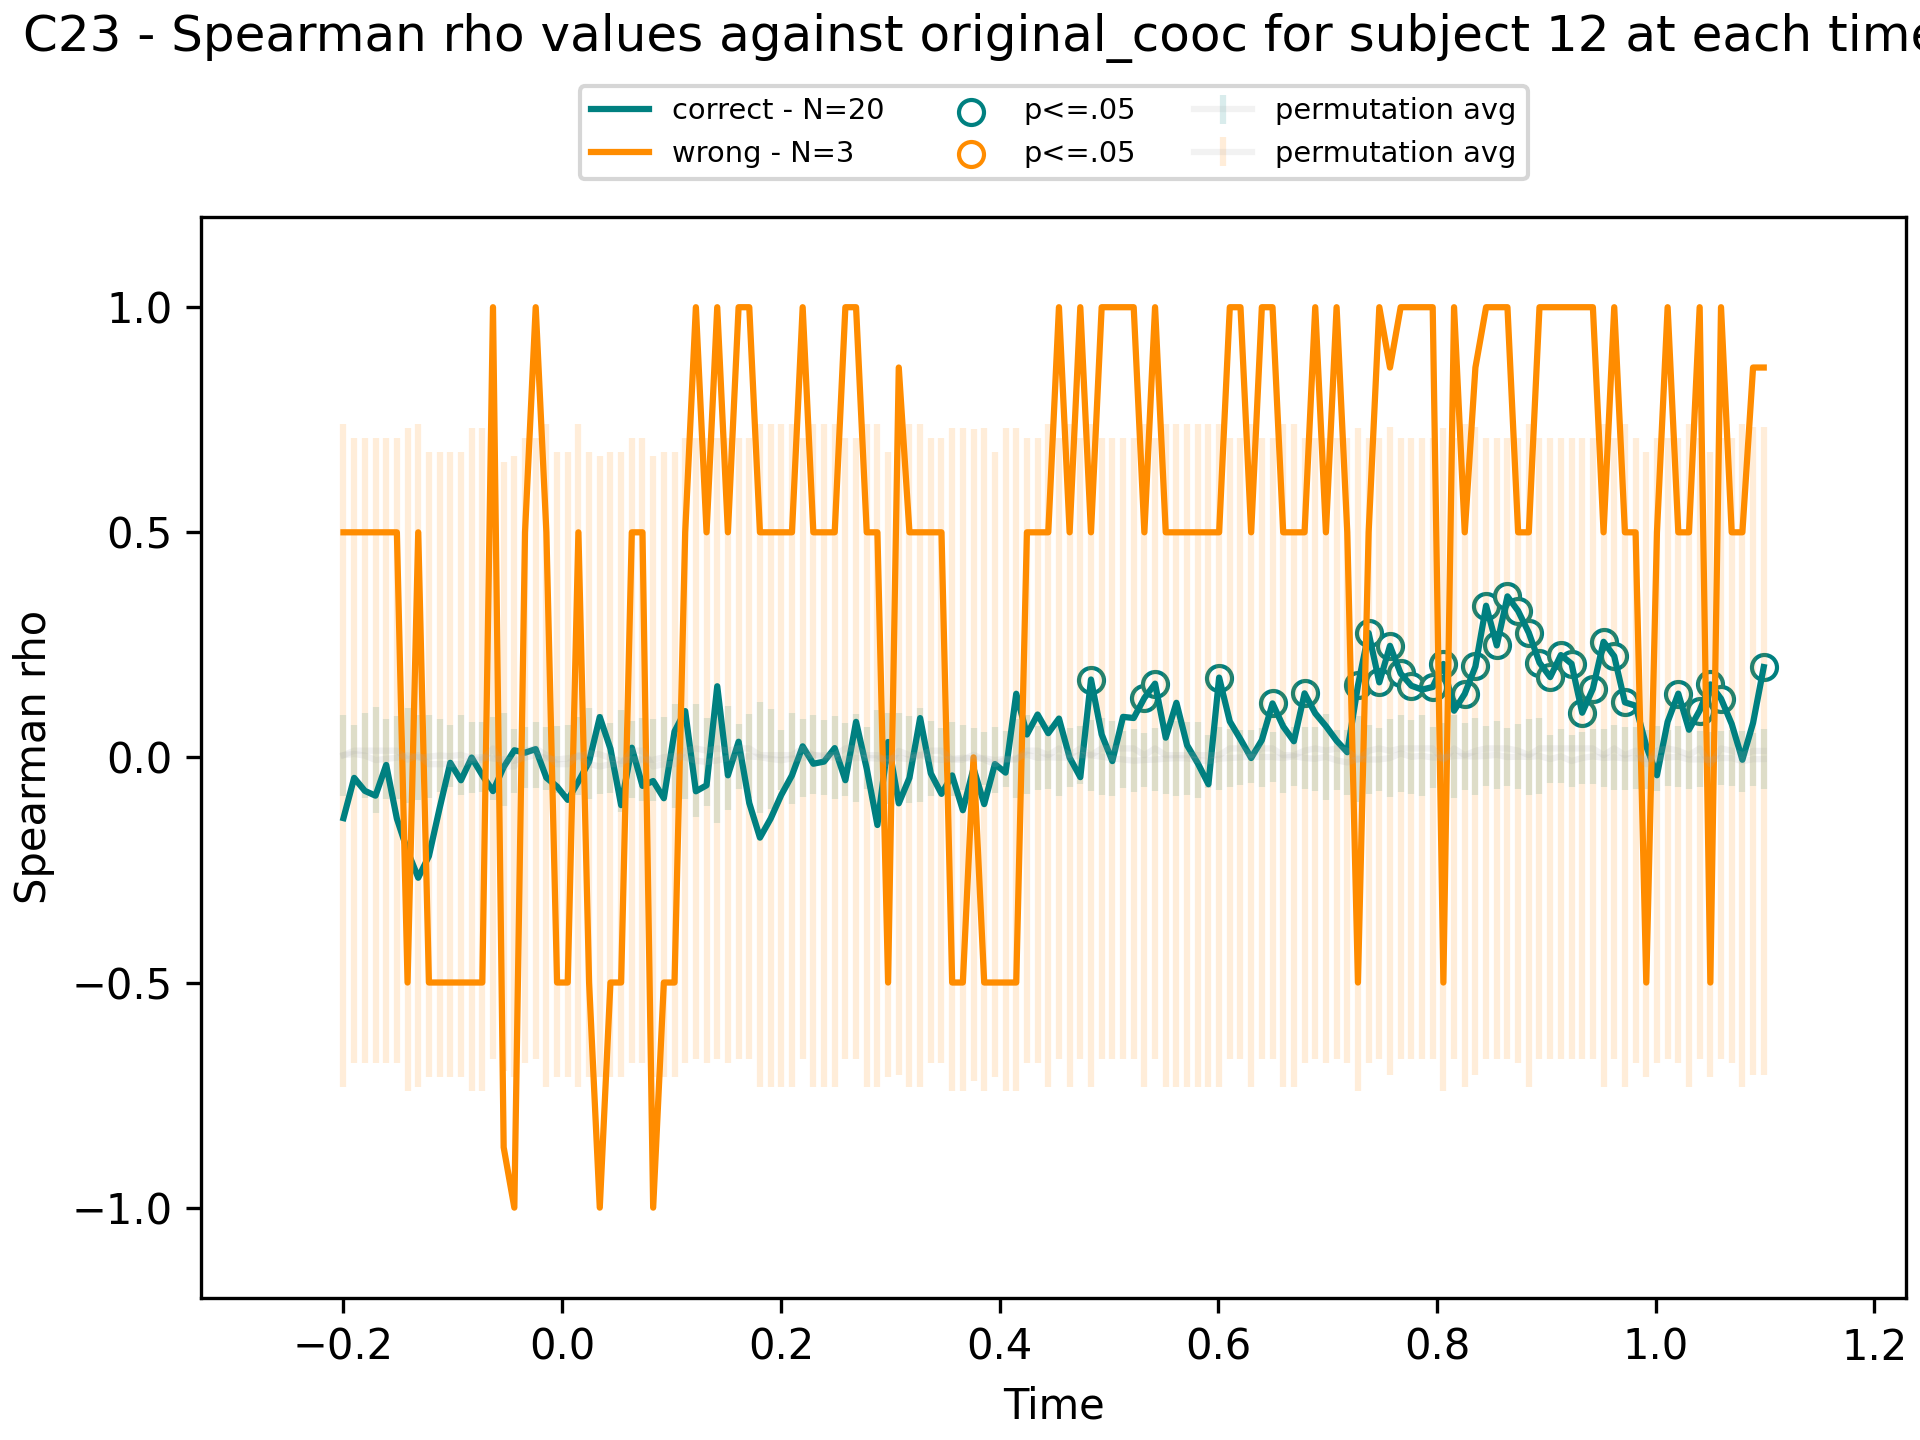 C23 - Spearman rho values against original_cooc for subject 12 at each time
correct - N=20
wrong - N=3
p<=.05
p<=.05
permutation avg
permutation avg
Spearman rho
1.0
0.5
0.0
−0.5
−1.0
−0.2
0.0
0.2
0.4
0.6
0.8
1.0
1.2
Time